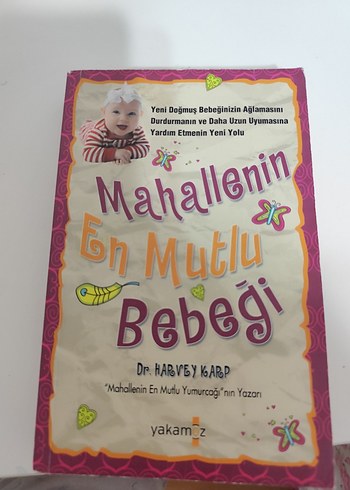 Yeni Doğmuş Bebeğinizin Ağlamasını
Durdurmanın ve Daha Uzun Uyumasına
Yardım Etmenin Yeni Yolu
Mahallenin
En Mutlu
Bebeği
Dr. HARVEY KARP
"Mahallenin En Mutlu Yumurcağı"nın Yazarı
yakamoz